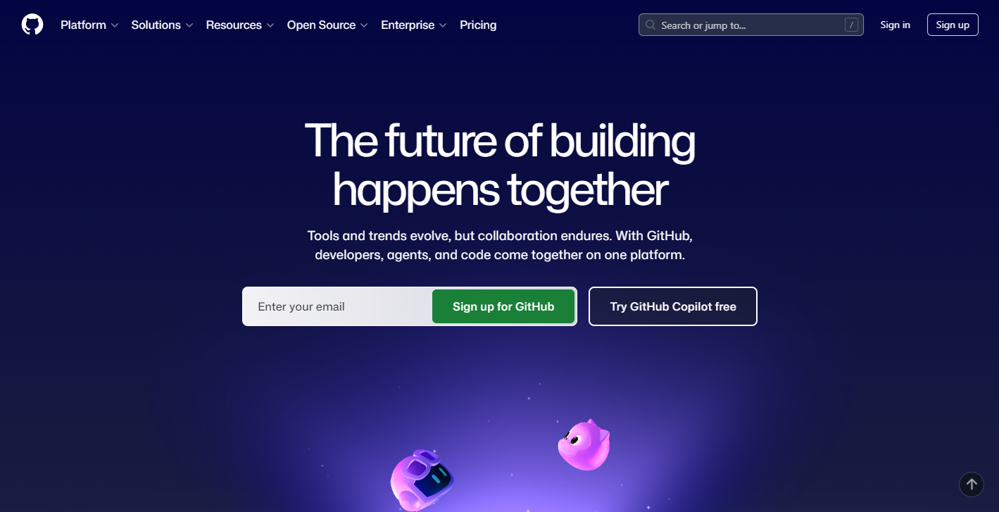 Platform Solutions Resources Open Source Enterprise Pricing Search or jump to... / Sign in Sign up
The future of building
happens together
Tools and trends evolve, but collaboration endures. With GitHub,
developers, agents, and code come together on one platform.
Enter your email Sign up for GitHub Try GitHub Copilot free